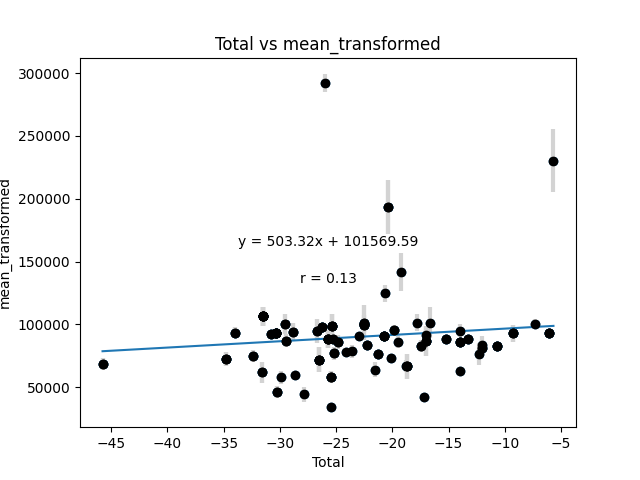 Total vs mean_transformed
300000
250000
200000
150000
100000
50000
mean_transformed
y = 503.32x + 101569.59
r = 0.13
−45 −40 −35 −30 −25 −20 −15 −10 −5
Total